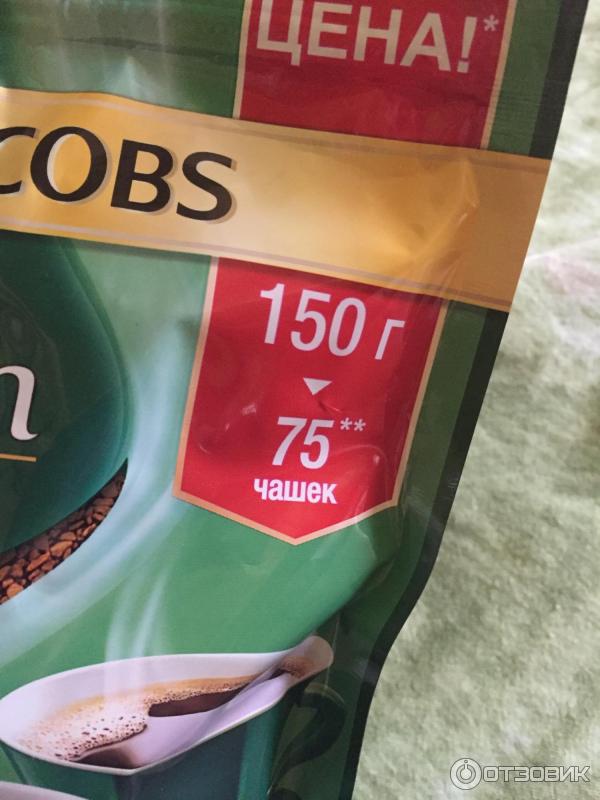 ЦЕНА!*
COBS
150 г
75**
чашек
ОТЗОВИК